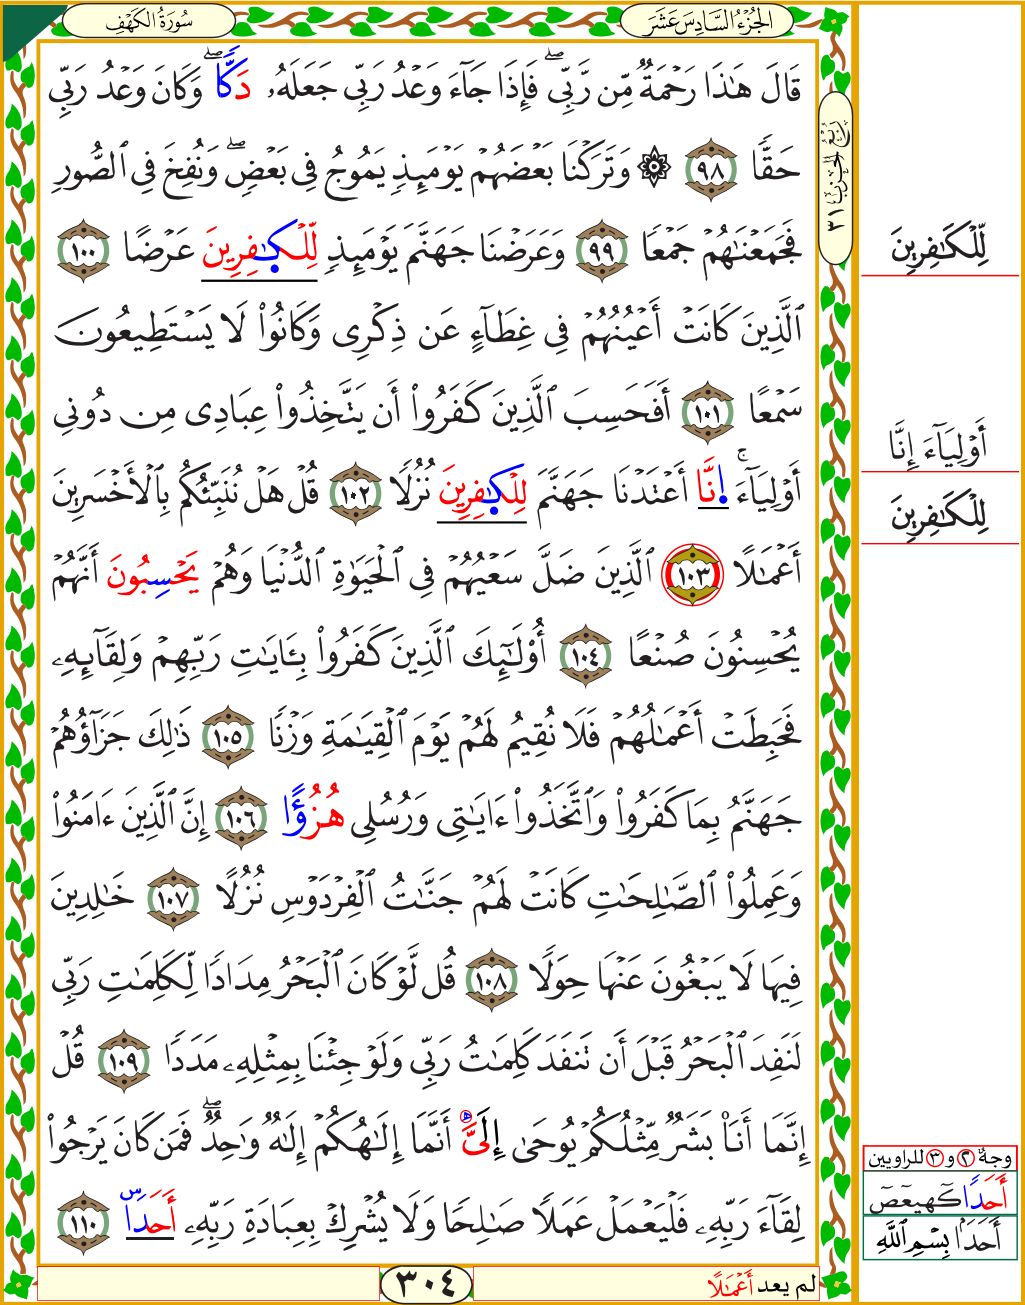 سُورَةُ الكَهْفِ
الجُزْءُ السَّادِسَ عَشَرَ
قَالَ هَٰذَا رَحْمَةٌ مِّن رَّبِّيۖ فَإِذَا جَآءَ وَعْدُ رَبِّي جَعَلَهُۥ دَكًّاۖ وَكَانَ وَعْدُ رَبِّي
حَقًّا ٩٨ ۞ وَتَرَكْنَا بَعْضَهُمْ يَوْمَئِذٍ يَمُوجُ فِي بَعْضٍۖ وَنُفِخَ فِي ٱلصُّورِ
رُبْعُ الحِزْبِ ٣١
فَجَمَعْنَٰهُمْ جَمْعًا ٩٩ وَعَرَضْنَا جَهَنَّمَ يَوْمَئِذٍ لِّلْكَٰفِرِينَ عَرْضًا ١٠٠
لِّلْكَٰفِرِينَ
ٱلَّذِينَ كَانَتْ أَعْيُنُهُمْ فِي غِطَآءٍ عَن ذِكْرِي وَكَانُوا۟ لَا يَسْتَطِيعُونَ
سَمْعًا ١٠١ أَفَحَسِبَ ٱلَّذِينَ كَفَرُوٓا۟ أَن يَتَّخِذُوا۟ عِبَادِي مِن دُونِي
أَوْلِيَآءَ إِنَّا
أَوْلِيَآءَۚ إِنَّآ أَعْتَدْنَا جَهَنَّمَ لِلْكَٰفِرِينَ نُزُلًا ١٠٢ قُلْ هَلْ نُنَبِّئُكُم بِٱلْأَخْسَرِينَ
لِلْكَٰفِرِينَ
أَعْمَٰلًا ١٠٣ ٱلَّذِينَ ضَلَّ سَعْيُهُمْ فِي ٱلْحَيَوٰةِ ٱلدُّنْيَا وَهُمْ يَحْسِبُونَ أَنَّهُمْ
يُحْسِنُونَ صُنْعًا ١٠٤ أُو۟لَٰٓئِكَ ٱلَّذِينَ كَفَرُوا۟ بِـَٔايَٰتِ رَبِّهِمْ وَلِقَآئِهِۦ
فَحَبِطَتْ أَعْمَٰلُهُمْ فَلَا نُقِيمُ لَهُمْ يَوْمَ ٱلْقِيَٰمَةِ وَزْنًا ١٠٥ ذَٰلِكَ جَزَآؤُهُمْ
جَهَنَّمُ بِمَا كَفَرُوا۟ وَٱتَّخَذُوٓا۟ ءَايَٰتِي وَرُسُلِي هُزُؤًا ١٠٦ إِنَّ ٱلَّذِينَ ءَامَنُوا۟
وَعَمِلُوا۟ ٱلصَّٰلِحَٰتِ كَانَتْ لَهُمْ جَنَّٰتُ ٱلْفِرْدَوْسِ نُزُلًا ١٠٧ خَٰلِدِينَ
فِيهَا لَا يَبْغُونَ عَنْهَا حِوَلًا ١٠٨ قُل لَّوْ كَانَ ٱلْبَحْرُ مِدَادًا لِّكَلِمَٰتِ رَبِّي
لَنَفِدَ ٱلْبَحْرُ قَبْلَ أَن تَنفَدَ كَلِمَٰتُ رَبِّي وَلَوْ جِئْنَا بِمِثْلِهِۦ مَدَدًا ١٠٩ قُلْ
إِنَّمَآ أَنَا۠ بَشَرٌ مِّثْلُكُمْ يُوحَىٰٓ إِلَيَّ أَنَّمَآ إِلَٰهُكُمْ إِلَٰهٌ وَٰحِدٌۖ فَمَن كَانَ يَرْجُوا۟
وجه ٢ و ٣ للراويين
لِقَآءَ رَبِّهِۦ فَلْيَعْمَلْ عَمَلًا صَٰلِحًا وَلَا يُشْرِكْ بِعِبَادَةِ رَبِّهِۦٓ أَحَدًاۢ ١١٠
أَحَدًا كٓهيعٓصٓ
أَحَدًا بِسْمِ ٱللَّهِ
لم يعد أَعْمَٰلًا
٣٠٤